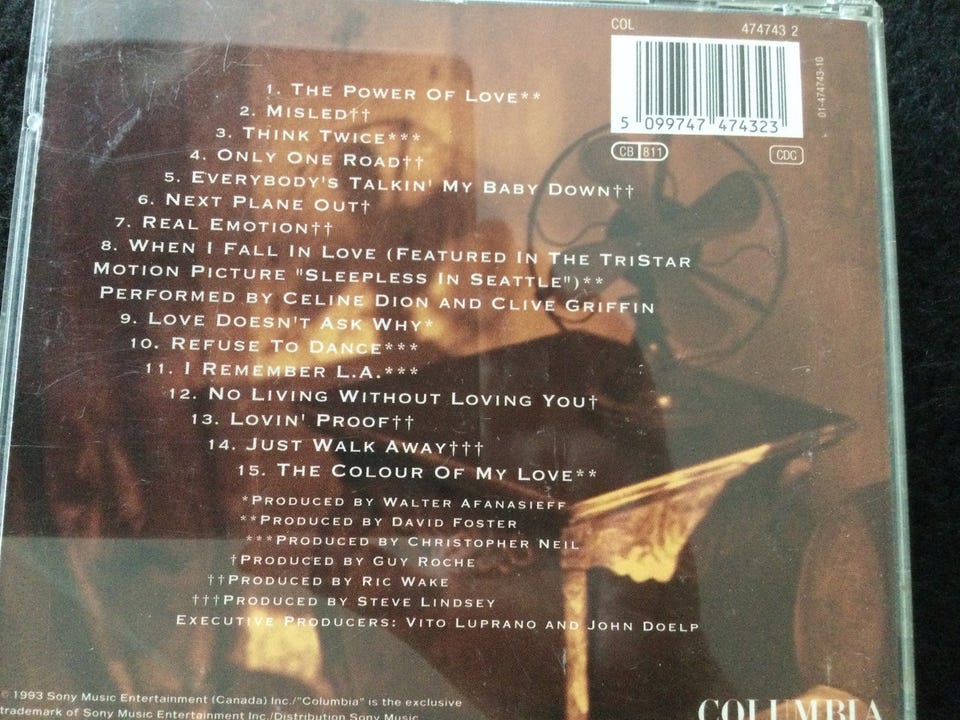 COL 474743 2
5 099747 474323
01-474743-10
CB 811
CDC
1. The Power Of Love**
2. Misled††
3. Think Twice***
4. Only One Road††
5. Everybody's Talkin' My Baby Down††
6. Next Plane Out†
7. Real Emotion††
8. When I Fall In Love (Featured In The TriStar
Motion Picture "Sleepless In Seattle")**
Performed by Celine Dion and Clive Griffin
9. Love Doesn't Ask Why*
10. Refuse To Dance***
11. I Remember L.A.***
12. No Living Without Loving You†
13. Lovin' Proof††
14. Just Walk Away†††
15. The Colour Of My Love**
*Produced by Walter Afanasieff
**Produced by David Foster
***Produced by Christopher Neil
†Produced by Guy Roche
††Produced by Ric Wake
†††Produced by Steve Lindsey
Executive Producers: Vito Luprano and John Doelp
© 1993 Sony Music Entertainment (Canada) Inc./"Columbia" is the exclusive
trademark of Sony Music Entertainment Inc./Distribution Sony Music
COLUMBIA